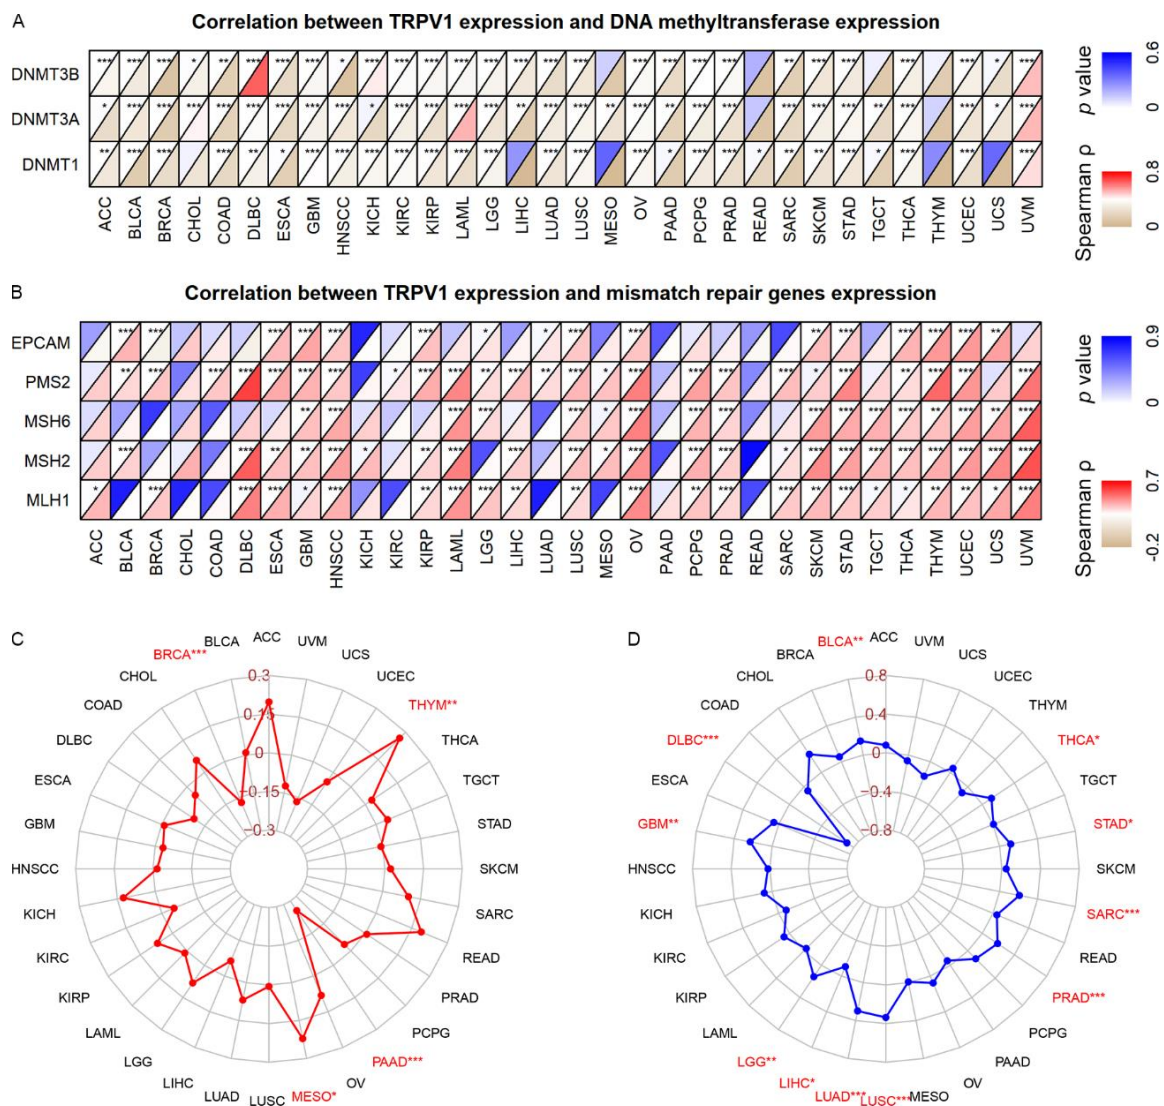 A
Correlation between TRPV1 expression and DNA methyltransferase expression
DNMT3B
DNMT3A
DNMT1
ACC BLCA BRCA CHOL COAD DLBC ESCA GBM HNSCC KICH KIRC KIRP LAML LGG LIHC LUAD LUSC MESO OV PAAD PCPG PRAD READ SARC SKCM STAD TGCT THCA THYM UCEC UCS UVM
p value
0.6
0
Spearman ρ
0.8
0
B
Correlation between TRPV1 expression and mismatch repair genes expression
EPCAM
PMS2
MSH6
MSH2
MLH1
ACC BLCA BRCA CHOL COAD DLBC ESCA GBM HNSCC KICH KIRC KIRP LAML LGG LIHC LUAD LUSC MESO OV PAAD PCPG PRAD READ SARC SKCM STAD TGCT THCA THYM UCEC UCS UVM
p value
0.9
0
Spearman ρ
0.7
-0.2
C
ACC
BLCA
BRCA***
CHOL
COAD
DLBC
ESCA
GBM
HNSCC
KICH
KIRC
KIRP
LAML
LGG
LIHC
LUAD
LUSC
MESO*
OV
PAAD***
PCPG
PRAD
READ
SARC
SKCM
STAD
TGCT
THCA
THYM**
UCEC
UCS
UVM
0.3
0.15
0
−0.15
−0.3
D
ACC
BLCA**
BRCA
CHOL
COAD
DLBC***
ESCA
GBM**
HNSCC
KICH
KIRC
KIRP
LAML
LGG**
LIHC*
LUAD***
LUSC***
MESO
OV
PAAD
PCPG
PRAD***
READ
SARC***
SKCM
STAD*
TGCT
THCA*
THYM
UCEC
UCS
UVM
0.8
0.4
0
−0.4
−0.8